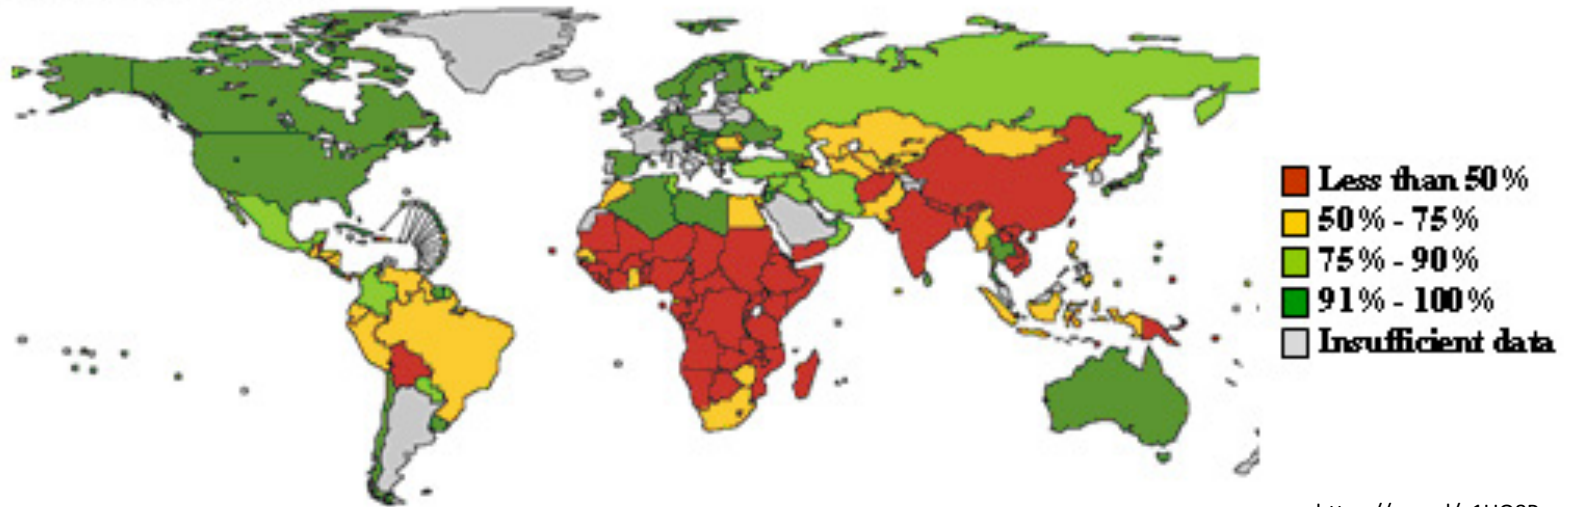 Less than 50%
50% - 75%
75% - 90%
91% - 100%
Insufficient data